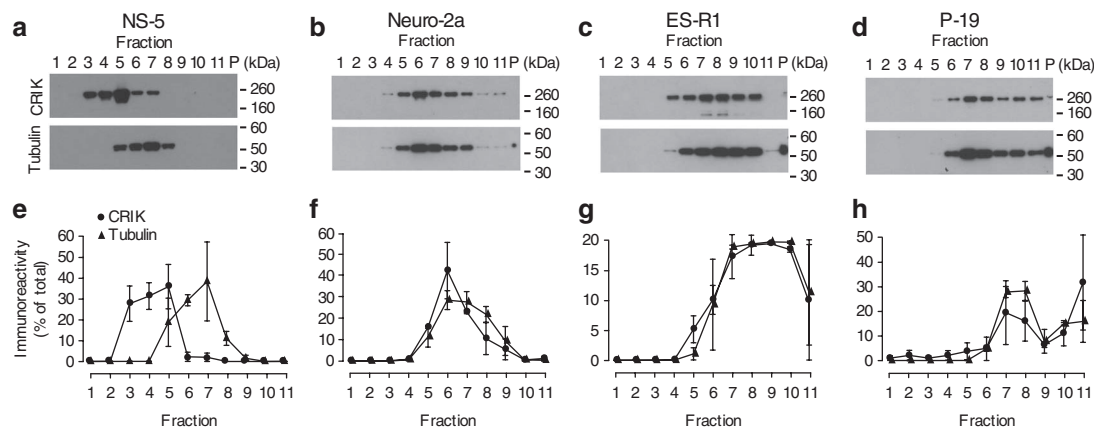 a NS-5 b Neuro-2a c ES-R1 d P-19
Fraction Fraction Fraction Fraction
1 2 3 4 5 6 7 8 9 10 11 P (kDa) 1 2 3 4 5 6 7 8 9 10 11 P (kDa) 1 2 3 4 5 6 7 8 9 10 11 P (kDa) 1 2 3 4 5 6 7 8 9 10 11 P (kDa)
CRIK - 260 - 260 - 260 - 260
- 160 - 160 - 160 - 160
Tubulin - 60 - 60 - 60 - 60
- 50 - 50 - 50 - 50
- 30 - 30 - 30 - 30
e f g h
CRIK
Tubulin
Immunoreactivity
(% of total)
60 60 20 50
50 50 15 40
40 40 10 30
30 30 5 20
20 20 0 10
10 10 0
0 0
1 2 3 4 5 6 7 8 9 10 11 1 2 3 4 5 6 7 8 9 10 11 1 2 3 4 5 6 7 8 9 10 11 1 2 3 4 5 6 7 8 9 10 11
Fraction Fraction Fraction Fraction